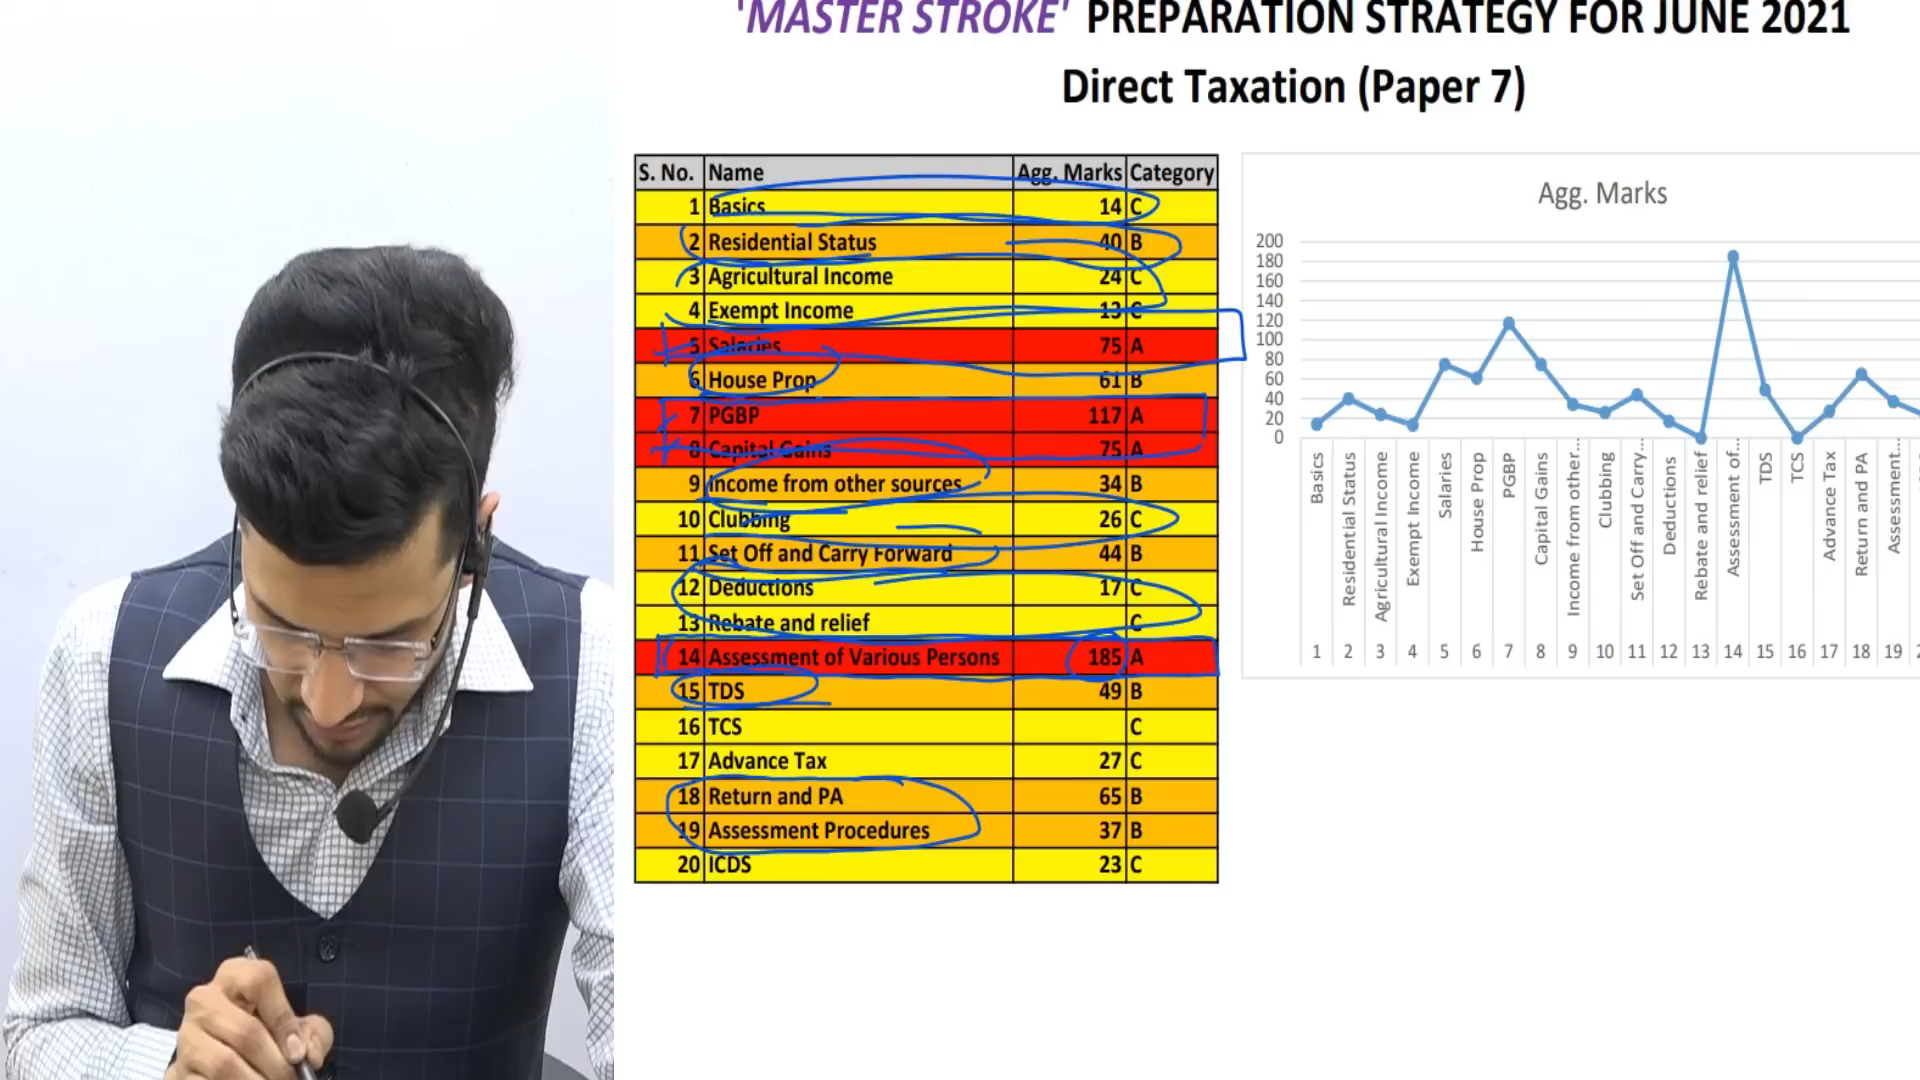 'MASTER STROKE' PREPARATION STRATEGY FOR JUNE 2021
Direct Taxation (Paper 7)
S. No. Name Agg. Marks Category
1 Basics 14 C
2 Residential Status 40 B
3 Agricultural Income 24 C
4 Exempt Income 13 C
5 Salaries 75 A
6 House Prop 61 B
7 PGBP 117 A
8 Capital Gains 75 A
9 Income from other sources 34 B
10 Clubbing 26 C
11 Set Off and Carry Forward 44 B
12 Deductions 17 C
13 Rebate and relief C
14 Assessment of Various Persons 185 A
15 TDS 49 B
16 TCS C
17 Advance Tax 27 C
18 Return and PA 65 B
19 Assessment Procedures 37 B
20 ICDS 23 C
Agg. Marks
200
180
160
140
120
100
80
60
40
20
0
Basics
Residential Status
Agricultural Income
Exempt Income
Salaries
House Prop
PGBP
Capital Gains
Income from other...
Clubbing
Set Off and Carry...
Deductions
Rebate and relief
Assessment of...
TDS
TCS
Advance Tax
Return and PA
Assessment...
1 2 3 4 5 6 7 8 9 10 11 12 13 14 15 16 17 18 19